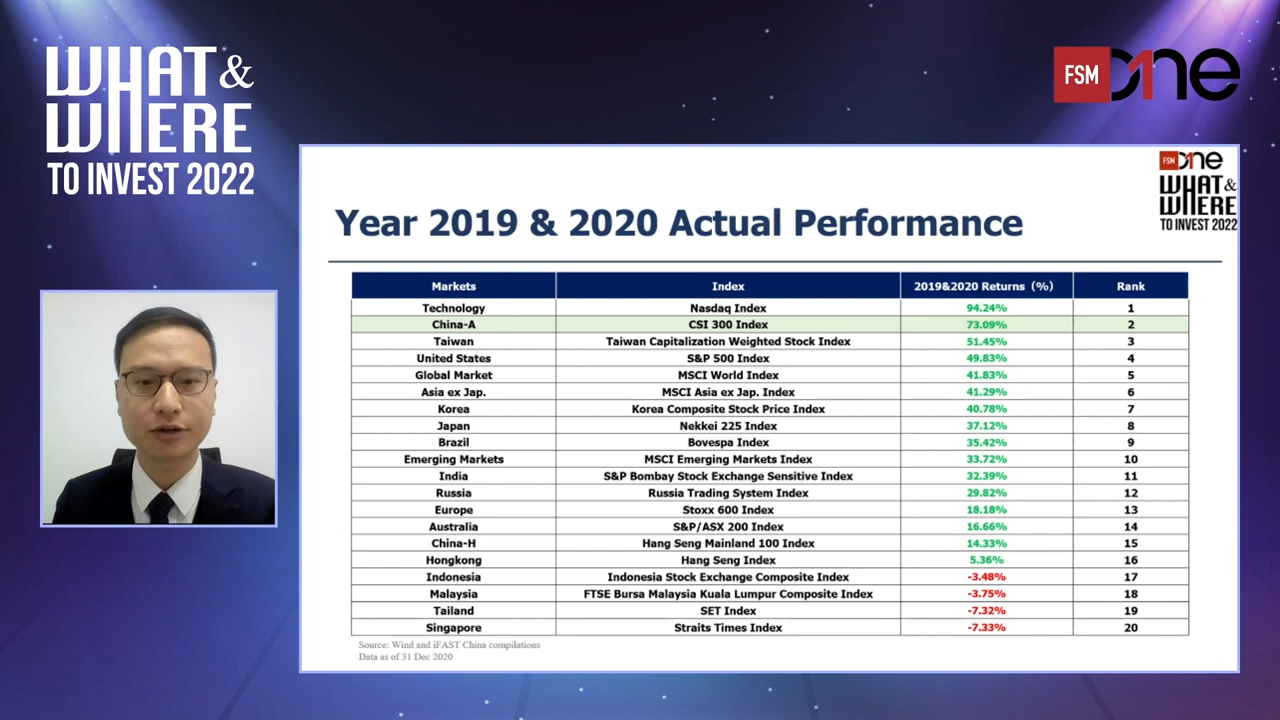 WHAT &
WHERE
TO INVEST 2022
FSM One
FSM One
WHAT &
WHERE
TO INVEST 2022
Year 2019 & 2020 Actual Performance
Markets Index 2019&2020 Returns (%) Rank
Technology Nasdaq Index 94.24% 1
China-A CSI 300 Index 73.09% 2
Taiwan Taiwan Capitalization Weighted Stock Index 51.45% 3
United States S&P 500 Index 49.83% 4
Global Market MSCI World Index 41.83% 5
Asia ex Jap. MSCI Asia ex Jap. Index 41.29% 6
Korea Korea Composite Stock Price Index 40.78% 7
Japan Nekkei 225 Index 37.12% 8
Brazil Bovespa Index 35.42% 9
Emerging Markets MSCI Emerging Markets Index 33.72% 10
India S&P Bombay Stock Exchange Sensitive Index 32.39% 11
Russia Russia Trading System Index 29.82% 12
Europe Stoxx 600 Index 18.18% 13
Australia S&P/ASX 200 Index 16.66% 14
China-H Hang Seng Mainland 100 Index 14.33% 15
Hongkong Hang Seng Index 5.36% 16
Indonesia Indonesia Stock Exchange Composite Index -3.48% 17
Malaysia FTSE Bursa Malaysia Kuala Lumpur Composite Index -3.75% 18
Tailand SET Index -7.32% 19
Singapore Straits Times Index -7.33% 20
Source: Wind and iFAST China compilations
Data as of 31 Dec 2020